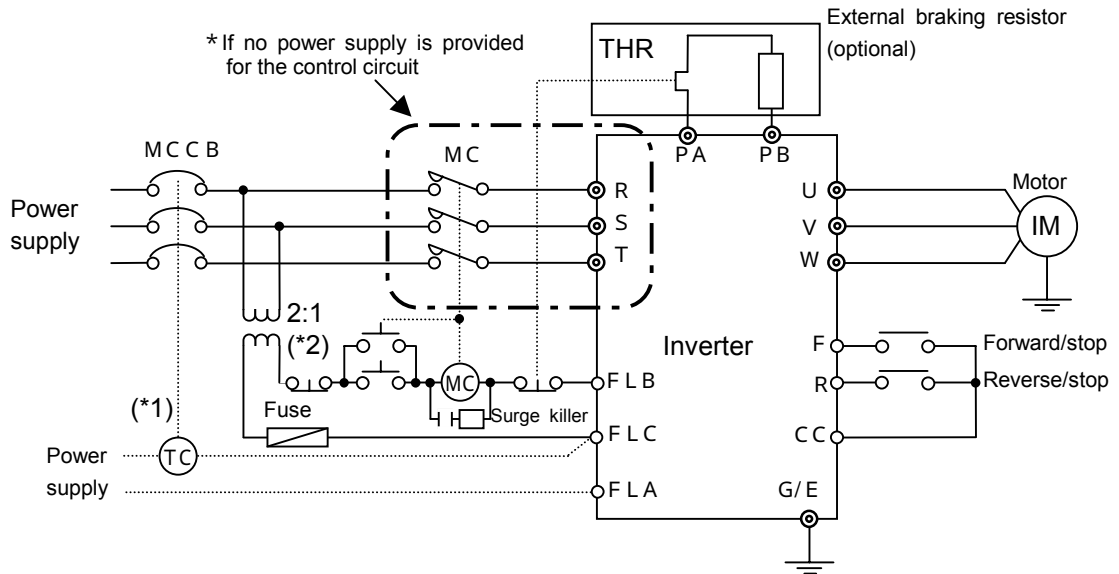 External braking resistor
(optional)
THR
* If no power supply is provided
for the control circuit
PA
PB
MCCB
MC
R
S
T
U
V
W
Motor
IM
Power
supply
2:1
(*2)
Inverter
F
Forward/stop
R
Reverse/stop
MC
FLB
Surge killer
(*1)
Fuse
FLC
CC
Power
supply
TC
FLA
G/E